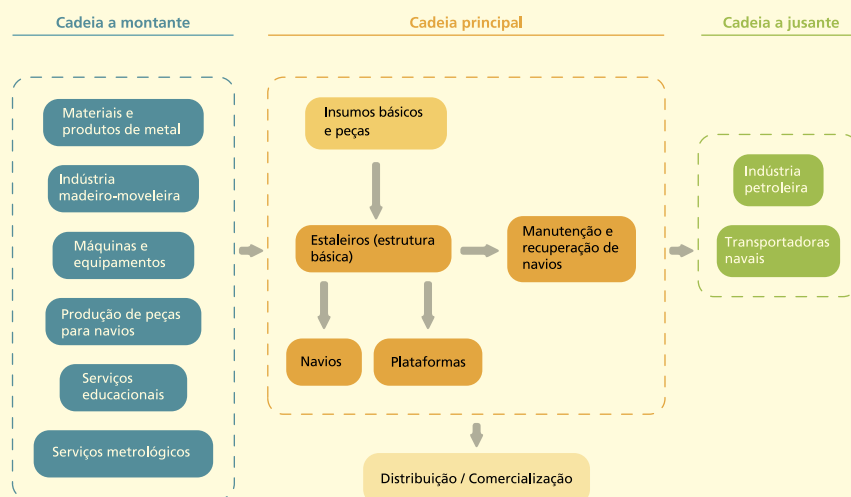 Cadeia a montante
Materiais e
produtos de metal
Indústria
madeiro-moveleira
Máquinas e
equipamentos
Produção de peças
para navios
Serviços
educacionais
Serviços metrológicos
Cadeia principal
Insumos básicos
e peças
Estaleiros (estrutura
básica)
Manutenção e
recuperação de
navios
Navios
Plataformas
Distribuição / Comercialização
Cadeia a jusante
Indústria
petroleira
Transportadoras
navais